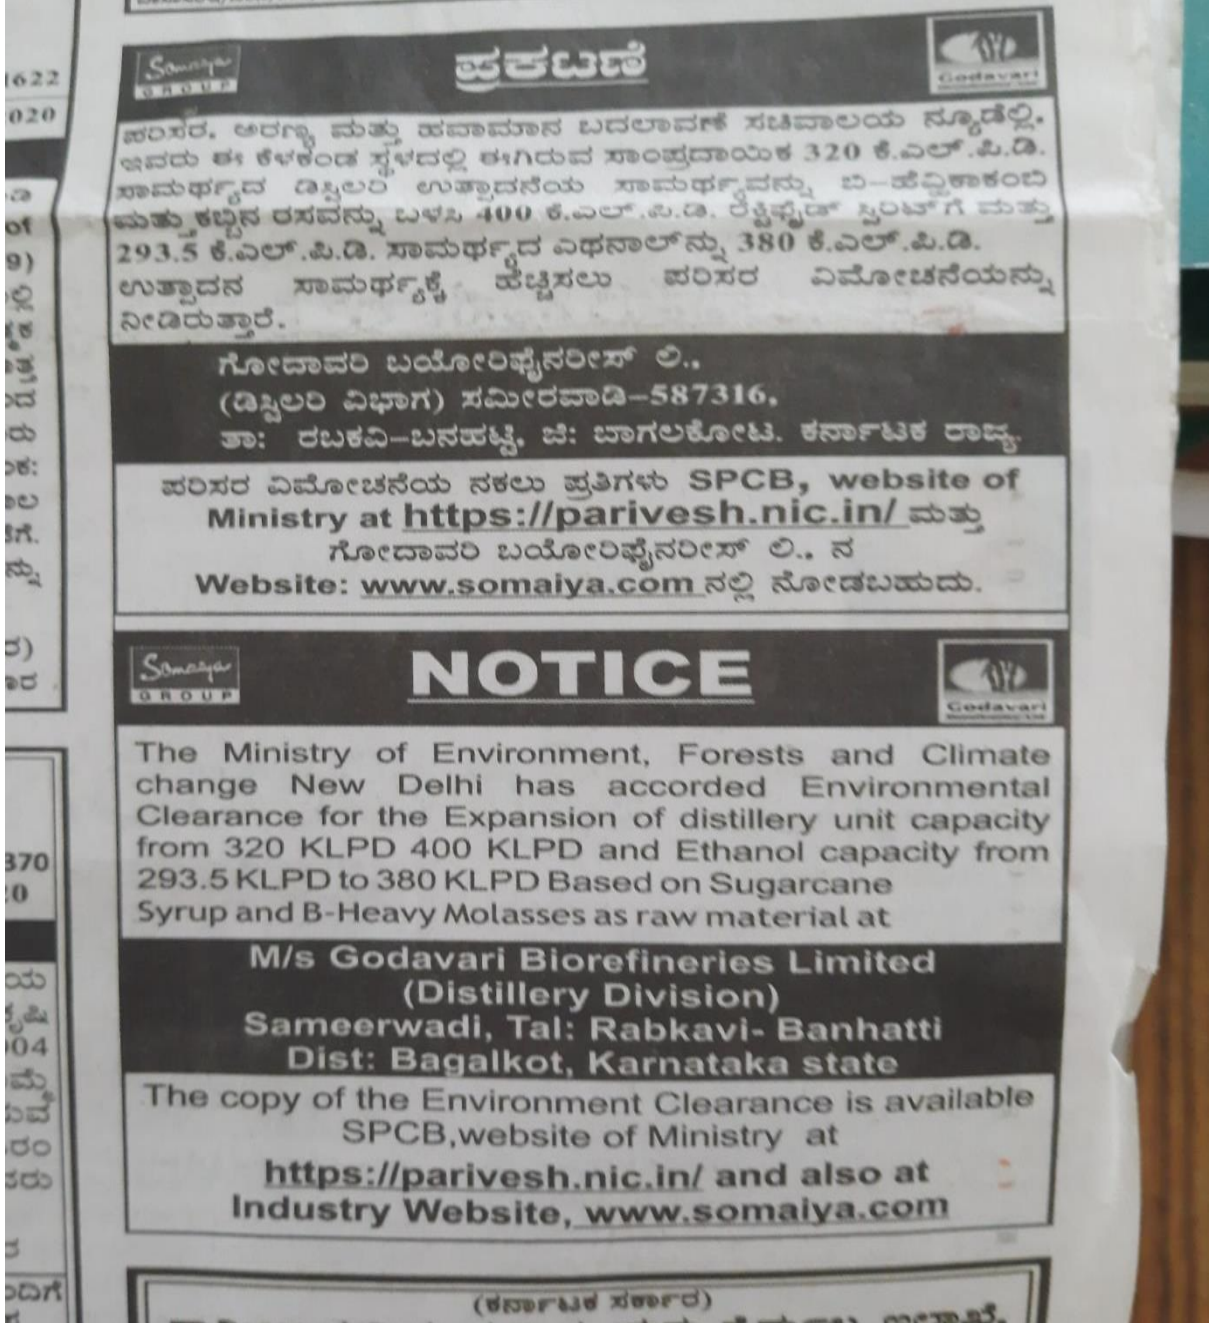 Somaiya
GROUP
ಪ್ರಕಟಣೆ
Godavari
ಪರಿಸರ, ಅರಣ್ಯ ಮತ್ತು ಹವಾಮಾನ ಬದಲಾವಣೆ ಸಚಿವಾಲಯ ನ್ಯೂಡೆಲ್ಲಿ,
ಇವರು ಈ ಕೆಳಕಂಡ ಸ್ಥಳದಲ್ಲಿ ಈಗಿರುವ ಸಾಂಪ್ರದಾಯಿಕ 320 ಕೆ.ಎಲ್.ಪಿ.ಡಿ.
ಸಾಮರ್ಥ್ಯದ ಡಿಸ್ಟಿಲರಿ ಉತ್ಪಾದನೆಯ ಸಾಮರ್ಥ್ಯವನ್ನು ಬಿ-ಹೆವ್ಹಿಕಾಕಂಬಿ
ಮತ್ತು ಕಬ್ಬಿನ ರಸವನ್ನು ಬಳಸಿ 400 ಕೆ.ಎಲ್.ಪಿ.ಡಿ. ರೆಕ್ಟಿಫೈಡ್ ಸ್ಪಿರಿಟ್‌ಗೆ ಮತ್ತು
293.5 ಕೆ.ಎಲ್.ಪಿ.ಡಿ. ಸಾಮರ್ಥ್ಯದ ಎಥನಾಲ್‌ನ್ನು 380 ಕೆ.ಎಲ್.ಪಿ.ಡಿ.
ಉತ್ಪಾದನ ಸಾಮರ್ಥ್ಯಕ್ಕೆ ಹೆಚ್ಚಿಸಲು ಪರಿಸರ ವಿಮೋಚನೆಯನ್ನು
ನೀಡಿರುತ್ತಾರೆ.
ಗೋದಾವರಿ ಬಯೋರಿಫೈನರೀಸ್ ಲಿ.,
(ಡಿಸ್ಟಿಲರಿ ವಿಭಾಗ) ಸಮೀರವಾಡಿ-587316,
ತಾ: ರಬಕವಿ-ಬನಹಟ್ಟಿ, ಜಿ: ಬಾಗಲಕೋಟ. ಕರ್ನಾಟಕ ರಾಜ್ಯ.
ಪರಿಸರ ವಿಮೋಚನೆಯ ನಕಲು ಪ್ರತಿಗಳು SPCB, website of
Ministry at https://parivesh.nic.in/ ಮತ್ತು
ಗೋದಾವರಿ ಬಯೋರಿಫೈನರೀಸ್ ಲಿ., ನ
Website: www.somaiya.com ನಲ್ಲಿ ನೋಡಬಹುದು.
Somaiya
GROUP
NOTICE
Godavari
The Ministry of Environment, Forests and Climate
change New Delhi has accorded Environmental
Clearance for the Expansion of distillery unit capacity
from 320 KLPD 400 KLPD and Ethanol capacity from
293.5 KLPD to 380 KLPD Based on Sugarcane
Syrup and B-Heavy Molasses as raw material at
M/s Godavari Biorefineries Limited
(Distillery Division)
Sameerwadi, Tal: Rabkavi- Banhatti
Dist: Bagalkot, Karnataka state
The copy of the Environment Clearance is available
SPCB,website of Ministry at
https://parivesh.nic.in/ and also at
Industry Website, www.somaiya.com
(ಕರ್ನಾಟಕ ಸರ್ಕಾರ)